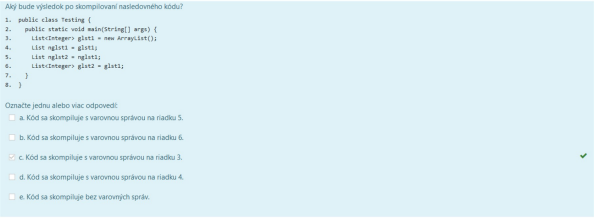 Aký bude výsledok po skompilovaní nasledovného kódu?
1. public class Testing {
2. public static void main(String[] args) {
3. List<Integer> glst1 = new ArrayList();
4. List nglst1 = glst1;
5. List nglst2 = nglst1;
6. List<Integer> glst2 = glst1;
7. }
8. }
Označte jednu alebo viac odpovedí:
a. Kód sa skompiluje s varovnou správou na riadku 5.
b. Kód sa skompiluje s varovnou správou na riadku 6.
c. Kód sa skompiluje s varovnou správou na riadku 3.
d. Kód sa skompiluje s varovnou správou na riadku 4.
e. Kód sa skompiluje bez varovných správ.